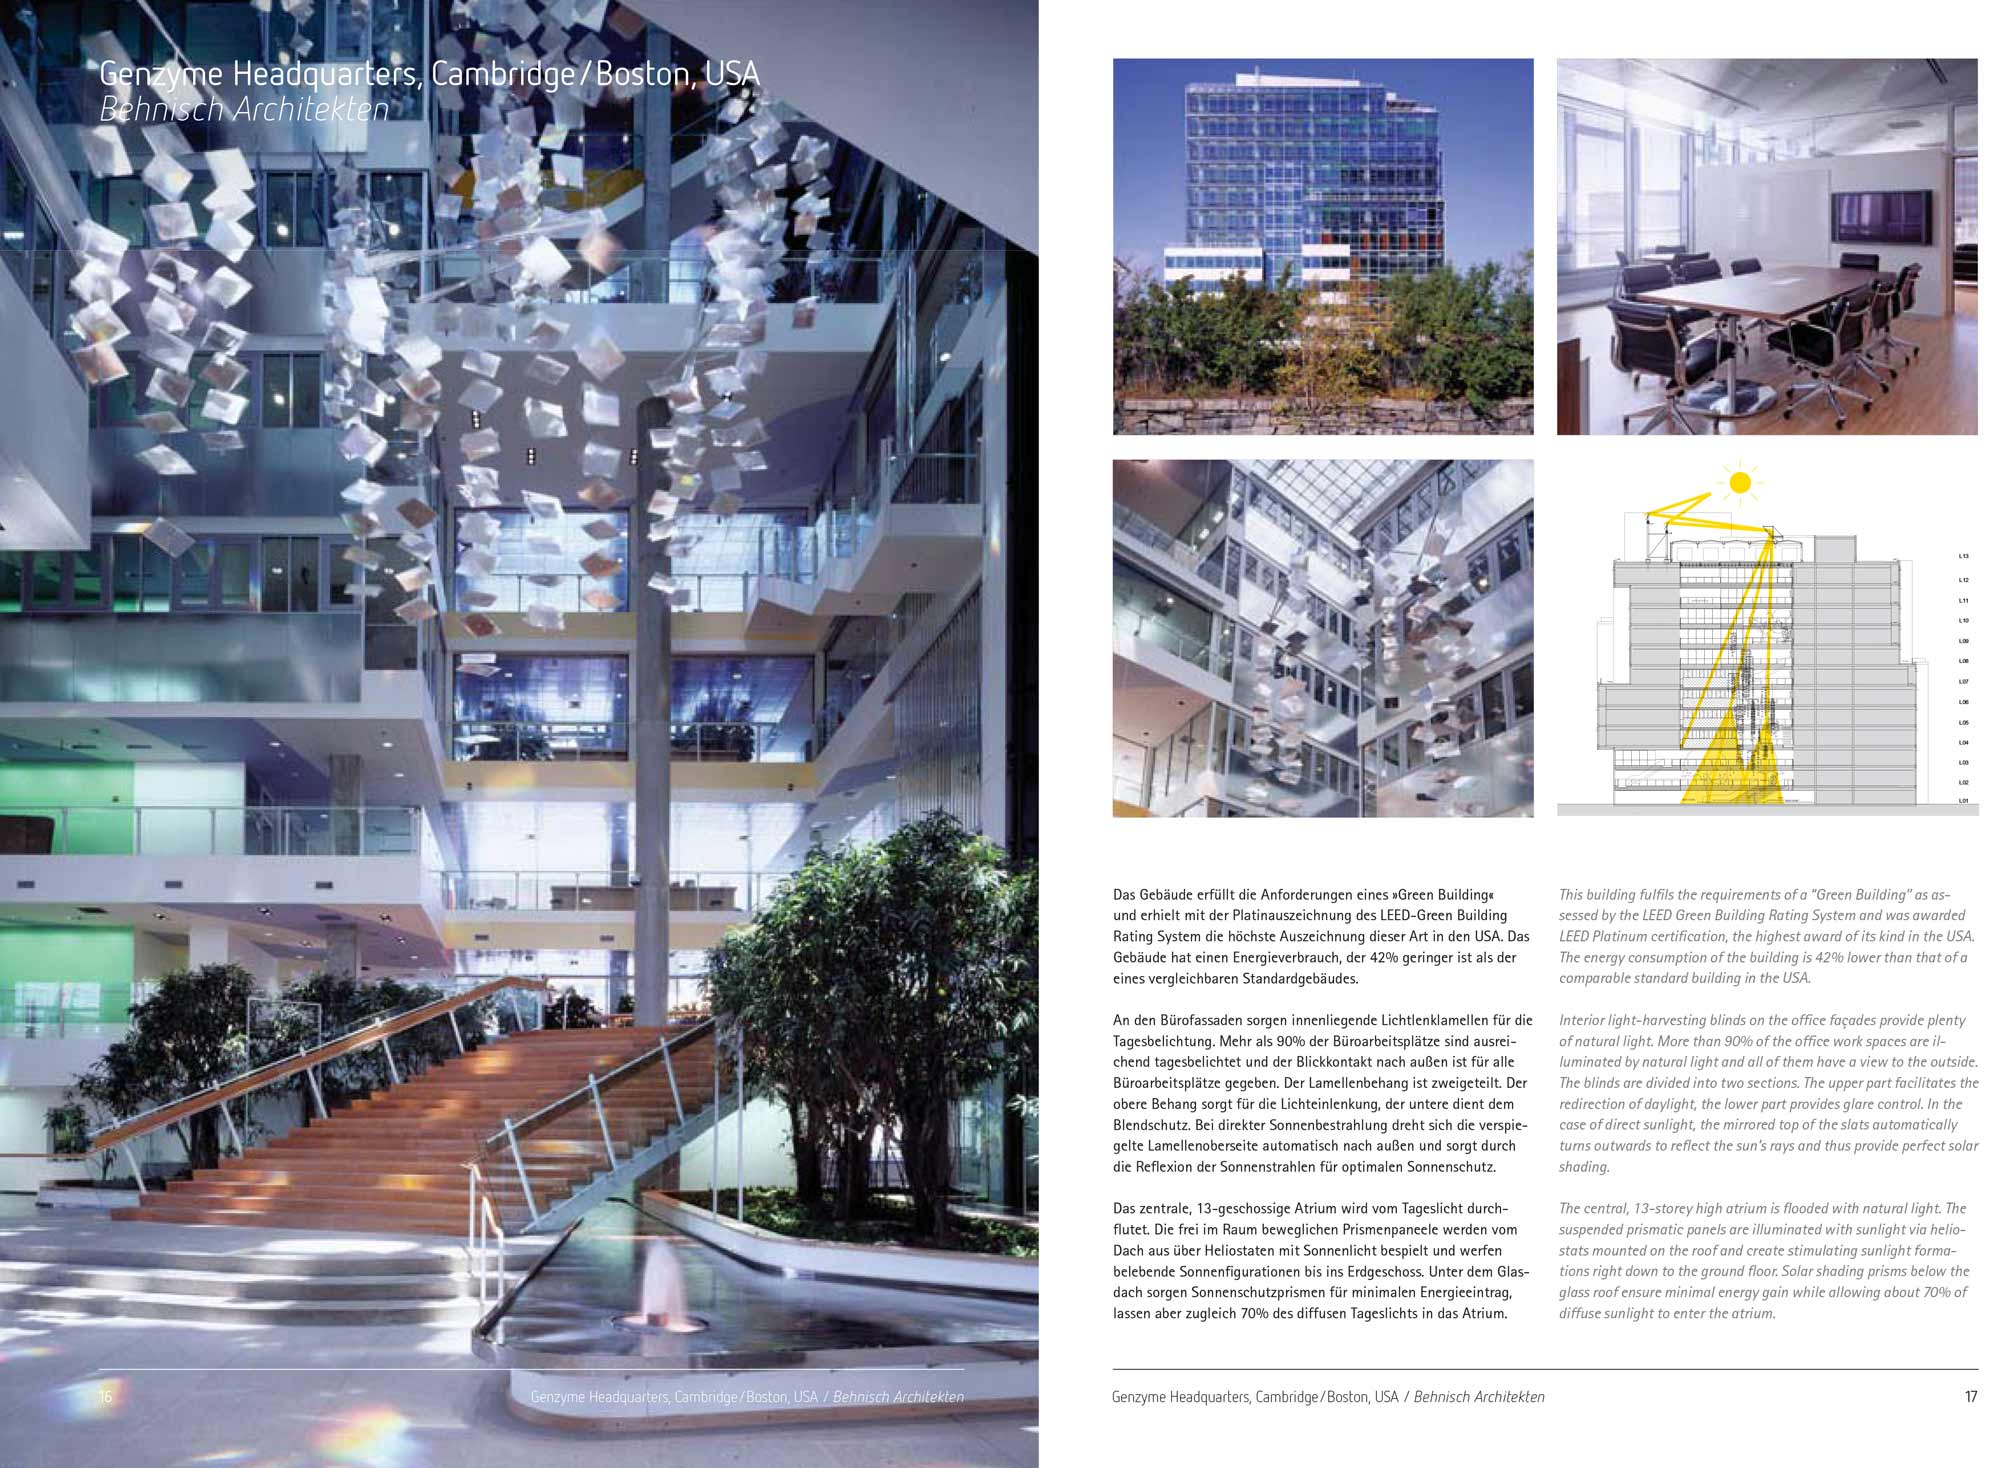 Genzyme Headquarters, Cambridge/Boston, USA
Behnisch Architekten
16
Genzyme Headquarters, Cambridge/Boston, USA / Behnisch Architekten
L13
L12
L11
L10
L09
L08
L07
L06
L05
L04
L03
L02
L01
Das Gebäude erfüllt die Anforderungen eines »Green Building«
und erhielt mit der Platinauszeichnung des LEED-Green Building
Rating System die höchste Auszeichnung dieser Art in den USA. Das
Gebäude hat einen Energieverbrauch, der 42% geringer ist als der
eines vergleichbaren Standardgebäudes.
An den Bürofassaden sorgen innenliegende Lichtlenklamellen für die
Tagesbelichtung. Mehr als 90% der Büroarbeitsplätze sind ausrei-
chend tagesbelichtet und der Blickkontakt nach außen ist für alle
Büroarbeitsplätze gegeben. Der Lamellenbehang ist zweigeteilt. Der
obere Behang sorgt für die Lichteinlenkung, der untere dient dem
Blendschutz. Bei direkter Sonnenbestrahlung dreht sich die verspie-
gelte Lamellenoberseite automatisch nach außen und sorgt durch
die Reflexion der Sonnenstrahlen für optimalen Sonnenschutz.
Das zentrale, 13-geschossige Atrium wird vom Tageslicht durch-
flutet. Die frei im Raum beweglichen Prismenpaneele werden vom
Dach aus über Heliostaten mit Sonnenlicht bespielt und werfen
belebende Sonnenfigurationen bis ins Erdgeschoss. Unter dem Glas-
dach sorgen Sonnenschutzprismen für minimalen Energieeintrag,
lassen aber zugleich 70% des diffusen Tageslichts in das Atrium.
This building fulfils the requirements of a "Green Building" as as-
sessed by the LEED Green Building Rating System and was awarded
LEED Platinum certification, the highest award of its kind in the USA.
The energy consumption of the building is 42% lower than that of a
comparable standard building in the USA.
Interior light-harvesting blinds on the office façades provide plenty
of natural light. More than 90% of the office work spaces are il-
luminated by natural light and all of them have a view to the outside.
The blinds are divided into two sections. The upper part facilitates the
redirection of daylight, the lower part provides glare control. In the
case of direct sunlight, the mirrored top of the slats automatically
turns outwards to reflect the sun's rays and thus provide perfect solar
shading.
The central, 13-storey high atrium is flooded with natural light. The
suspended prismatic panels are illuminated with sunlight via helio-
stats mounted on the roof and create stimulating sunlight forma-
tions right down to the ground floor. Solar shading prisms below the
glass roof ensure minimal energy gain while allowing about 70% of
diffuse sunlight to enter the atrium.
Genzyme Headquarters, Cambridge/Boston, USA / Behnisch Architekten
17